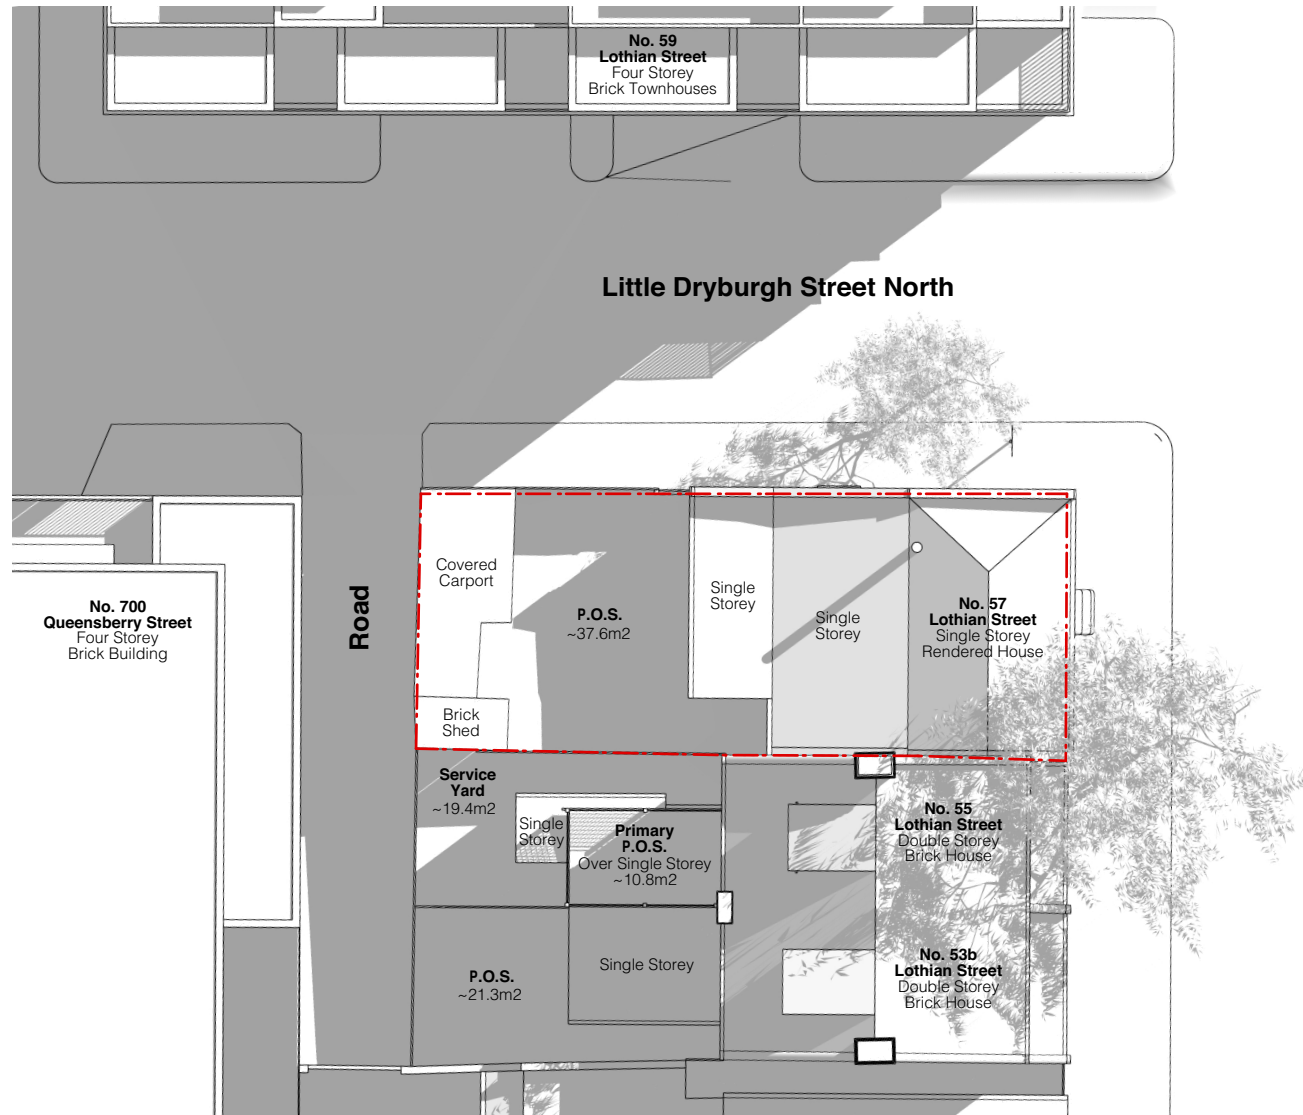 No. 59
Lothian Street
Four Storey
Brick Townhouses
Little Dryburgh Street North
Covered
Carport
P.O.S.
~37.6m2
Single
Storey
Single
Storey
No. 57
Lothian Street
Single Storey
Rendered House
Road
No. 700
Queensberry Street
Four Storey
Brick Building
Brick
Shed
Service
Yard
~19.4m2
Single
Storey
Primary
P.O.S.
Over Single Storey
~10.8m2
No. 55
Lothian Street
Double Storey
Brick House
P.O.S.
~21.3m2
Single Storey
No. 53b
Lothian Street
Double Storey
Brick House